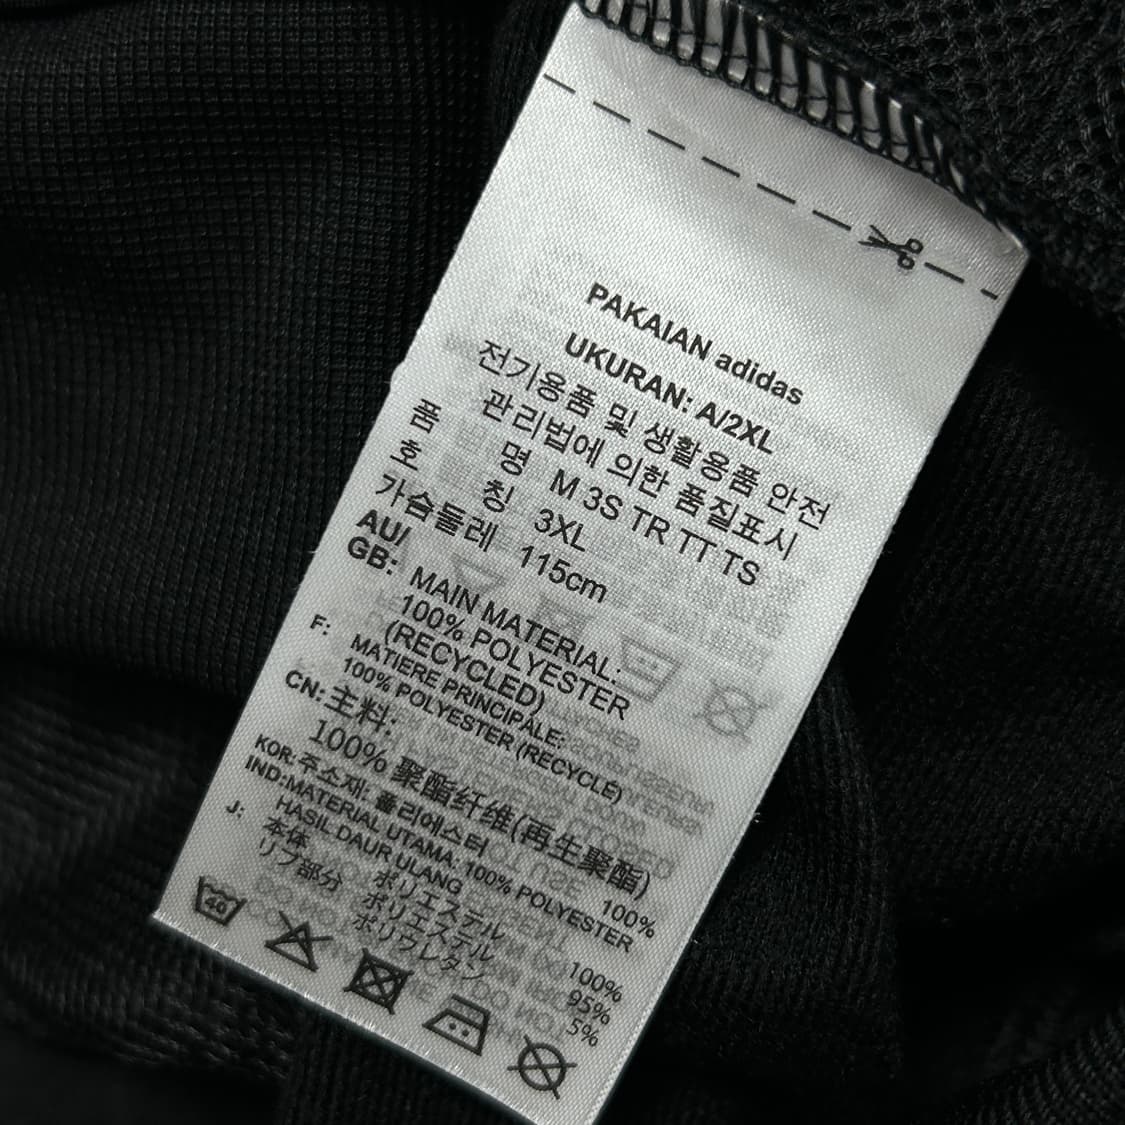 PAKAIAN adidas
UKURAN: A/2XL
전기용품 및 생활용품 안전
관리법에 의한 품질표시
품 명 M 3S TR TT TS
호 칭 3XL
가슴둘레 115cm
AU/
GB: MAIN MATERIAL:
100% POLYESTER
(RECYCLED)
F: MATIERE PRINCIPALE:
100% POLYESTER (RECYCLÉ)
CN: 主料:
100% 聚酯纤维(再生聚酯)
KOR: 주소재: 폴리에스터 100%
IND:MATERIAL UTAMA: 100% POLYESTER
HASIL DAUR ULANG
J: 本体 ポリエステル 100%
リブ部分 ポリエステル 95%
ポリウレタン 5%
40